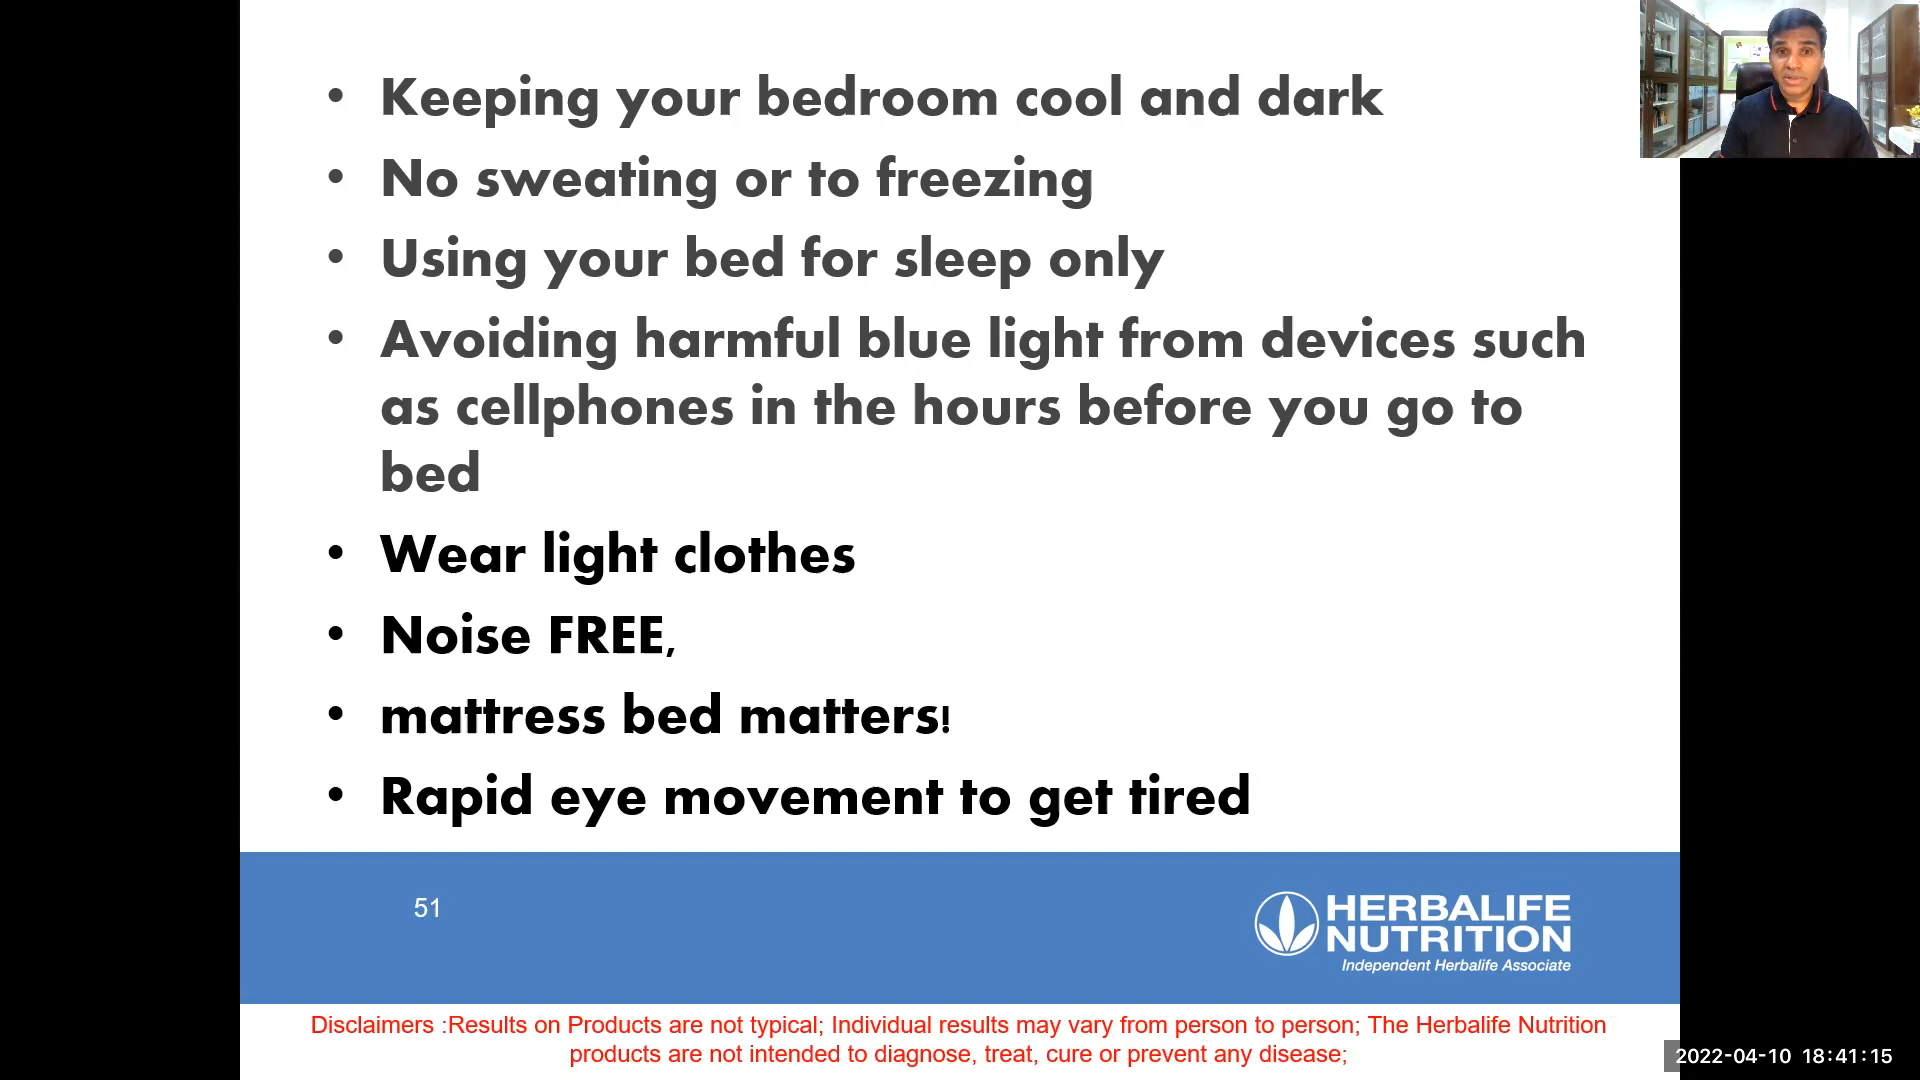 • Keeping your bedroom cool and dark
• No sweating or to freezing
• Using your bed for sleep only
• Avoiding harmful blue light from devices such
as cellphones in the hours before you go to
bed
• Wear light clothes
• Noise FREE,
• mattress bed matters!
• Rapid eye movement to get tired
51
HERBALIFE
NUTRITION
Independent Herbalife Associate
Disclaimers :Results on Products are not typical; Individual results may vary from person to person; The Herbalife Nutrition
products are not intended to diagnose, treat, cure or prevent any disease;
2022-04-10 18:41:15